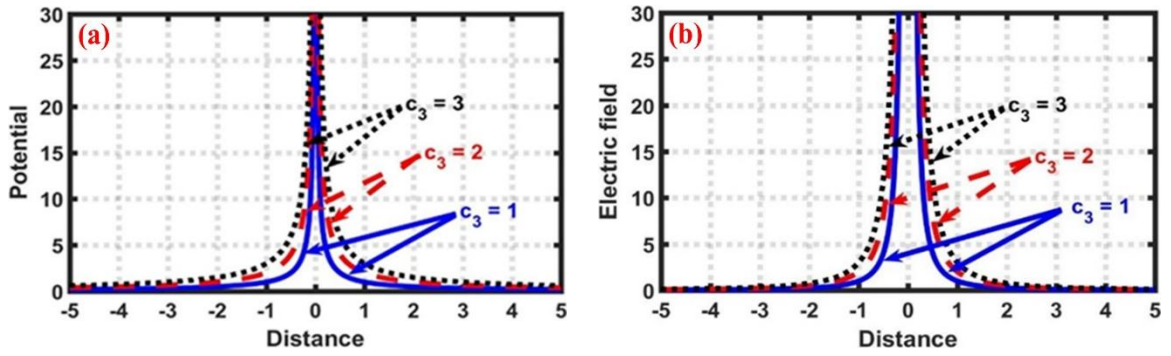 (a)
30
25
20
15
10
5
0
Potential
c3 = 3
c3 = 2
c3 = 1
-5 -4 -3 -2 -1 0 1 2 3 4 5
Distance
(b)
30
25
20
15
10
5
0
Electric field
c3 = 3
c3 = 2
c3 = 1
-5 -4 -3 -2 -1 0 1 2 3 4 5
Distance